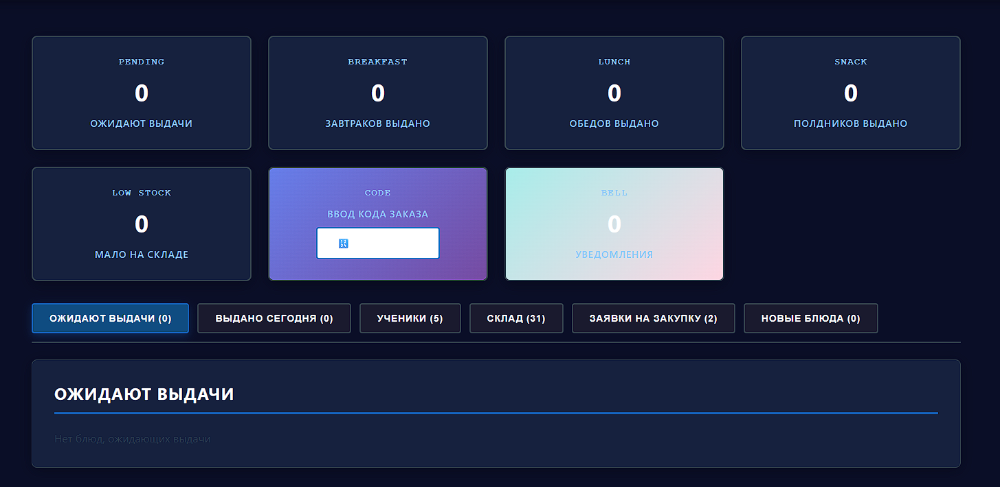 PENDING
0
ОЖИДАЮТ ВЫДАЧИ
BREAKFAST
0
ЗАВТРАКОВ ВЫДАНО
LUNCH
0
ОБЕДОВ ВЫДАНО
SNACK
0
ПОЛДНИКОВ ВЫДАНО
LOW STOCK
0
МАЛО НА СКЛАДЕ
CODE
ВВОД КОДА ЗАКАЗА
🔢
BELL
0
УВЕДОМЛЕНИЯ
ОЖИДАЮТ ВЫДАЧИ (0)
ВЫДАНО СЕГОДНЯ (0)
УЧЕНИКИ (5)
СКЛАД (31)
ЗАЯВКИ НА ЗАКУПКУ (2)
НОВЫЕ БЛЮДА (0)
ОЖИДАЮТ ВЫДАЧИ
Нет блюд, ожидающих выдачи